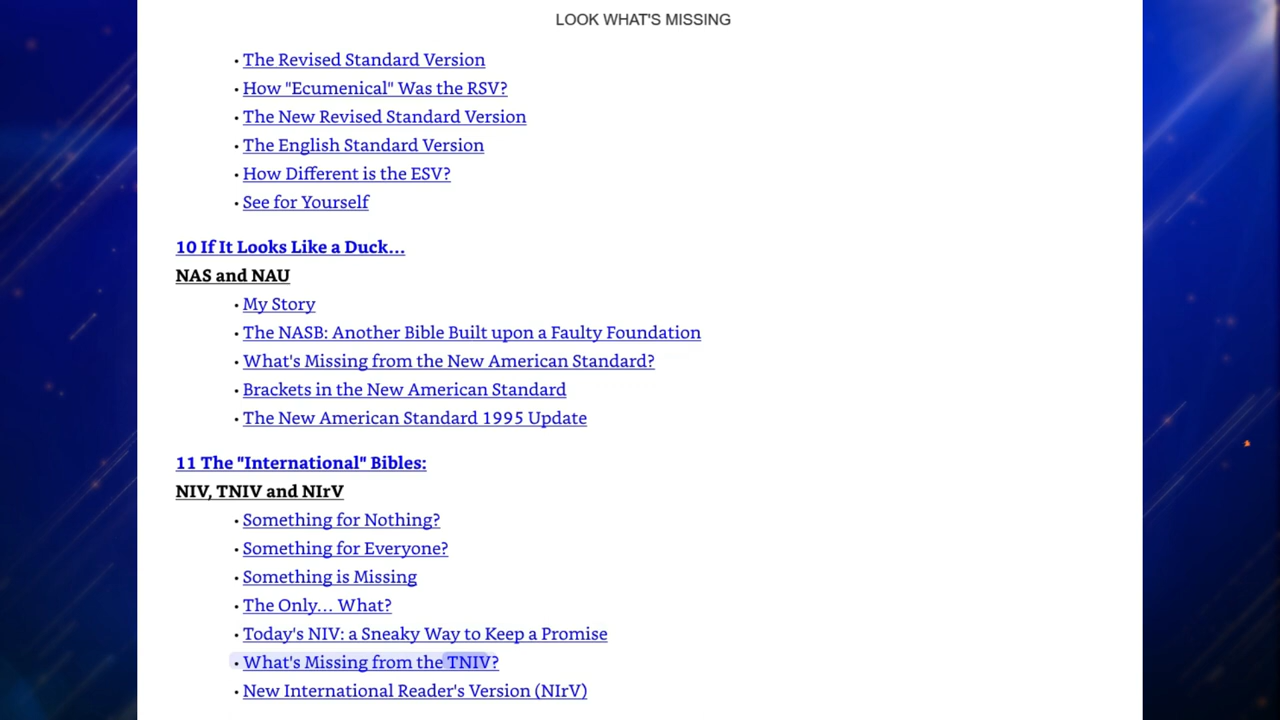 LOOK WHAT'S MISSING
• The Revised Standard Version
• How "Ecumenical" Was the RSV?
• The New Revised Standard Version
• The English Standard Version
• How Different is the ESV?
• See for Yourself
10 If It Looks Like a Duck…
NAS and NAU
• My Story
• The NASB: Another Bible Built upon a Faulty Foundation
• What's Missing from the New American Standard?
• Brackets in the New American Standard
• The New American Standard 1995 Update
11 The "International" Bibles:
NIV, TNIV and NIrV
• Something for Nothing?
• Something for Everyone?
• Something is Missing
• The Only… What?
• Today's NIV: a Sneaky Way to Keep a Promise
• What's Missing from the TNIV?
• New International Reader's Version (NIrV)